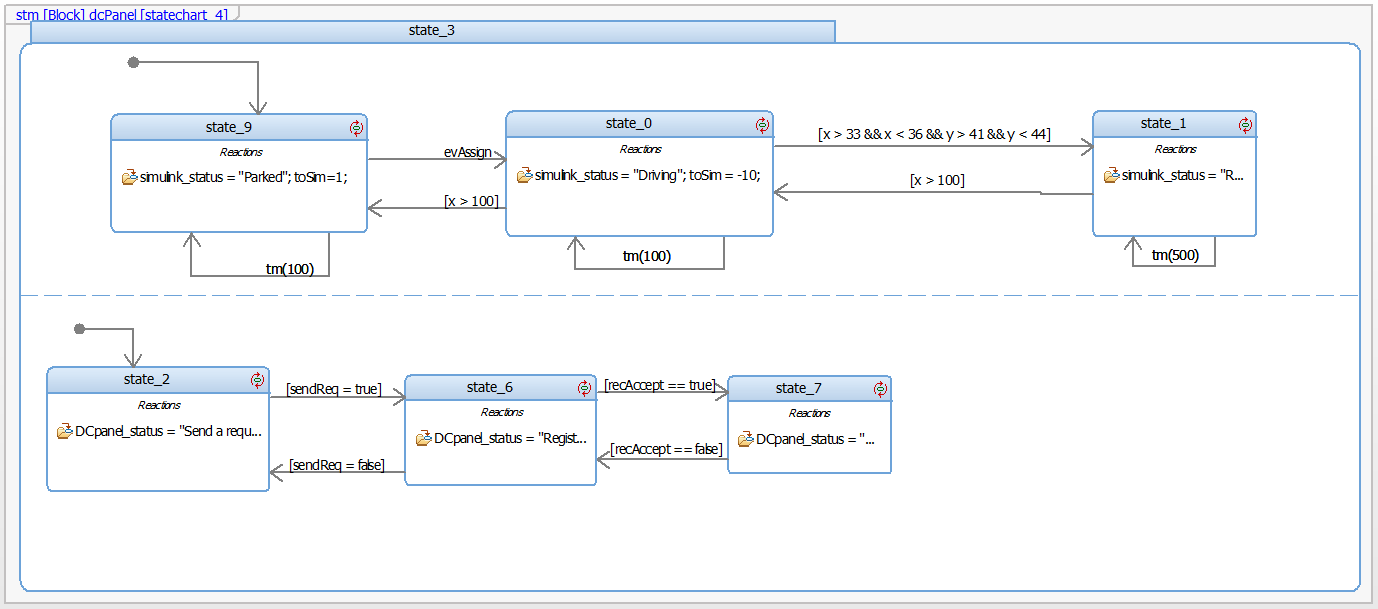 stm [Block] dcPanel [statechart_4]
state_3
state_9
Reactions
simulink_status = "Parked"; toSim=1;
evAssign
[x > 100]
tm(100)
state_0
Reactions
simulink_status = "Driving"; toSim = -10;
[x > 33 && x < 36 && y > 41 && y < 44]
[x > 100]
tm(100)
state_1
Reactions
simulink_status = "R...
tm(500)
state_2
Reactions
DCpanel_status = "Send a requ...
[sendReq = true]
[sendReq = false]
state_6
Reactions
DCpanel_status = "Regist...
[recAccept == true]
[recAccept == false]
state_7
Reactions
DCpanel_status = "...